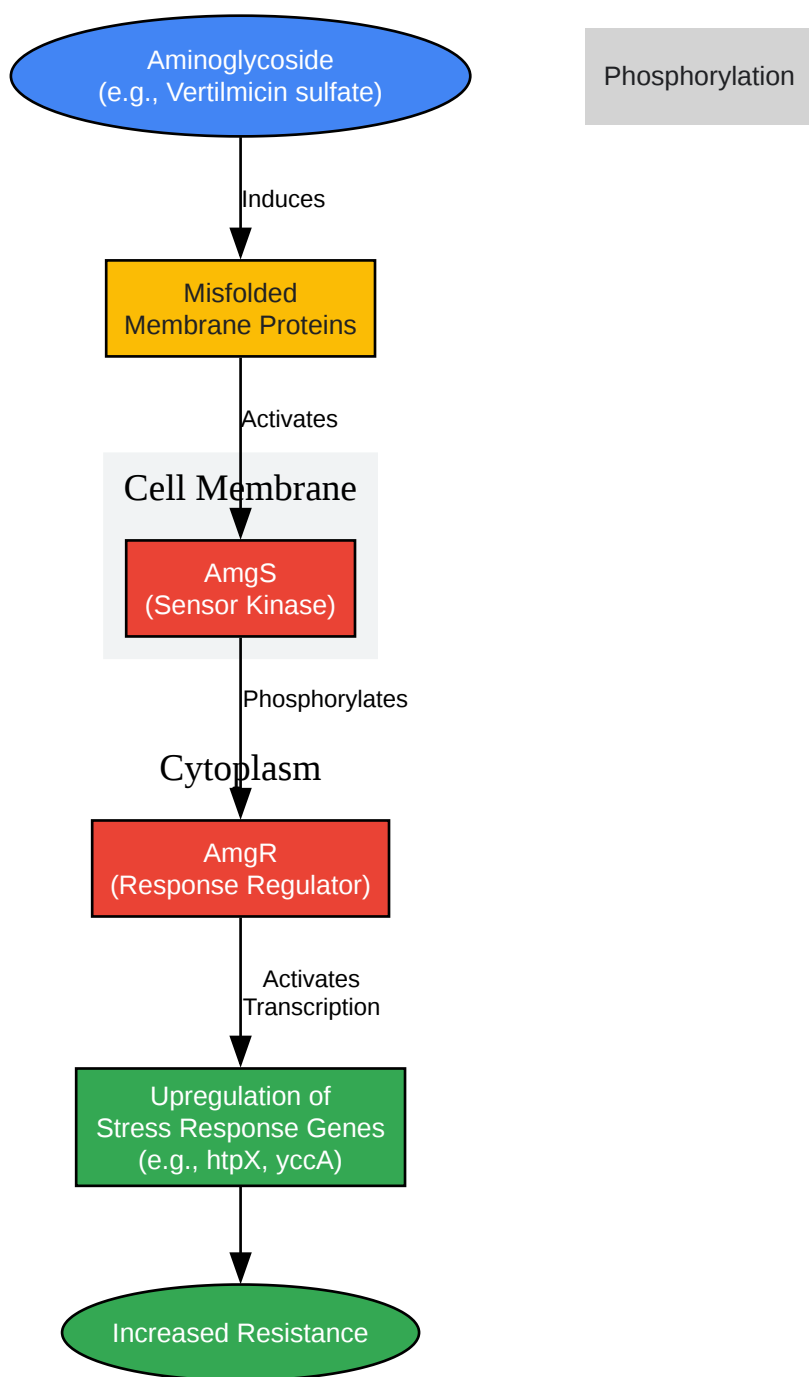 Aminoglycoside
(e.g., Vertilmicin sulfate)
Phosphorylation
Induces
Misfolded
Membrane Proteins
Activates
Cell Membrane
AmgS
(Sensor Kinase)
Phosphorylates
Cytoplasm
AmgR
(Response Regulator)
Activates
Transcription
Upregulation of
Stress Response Genes
(e.g., htpX, yccA)
Increased Resistance